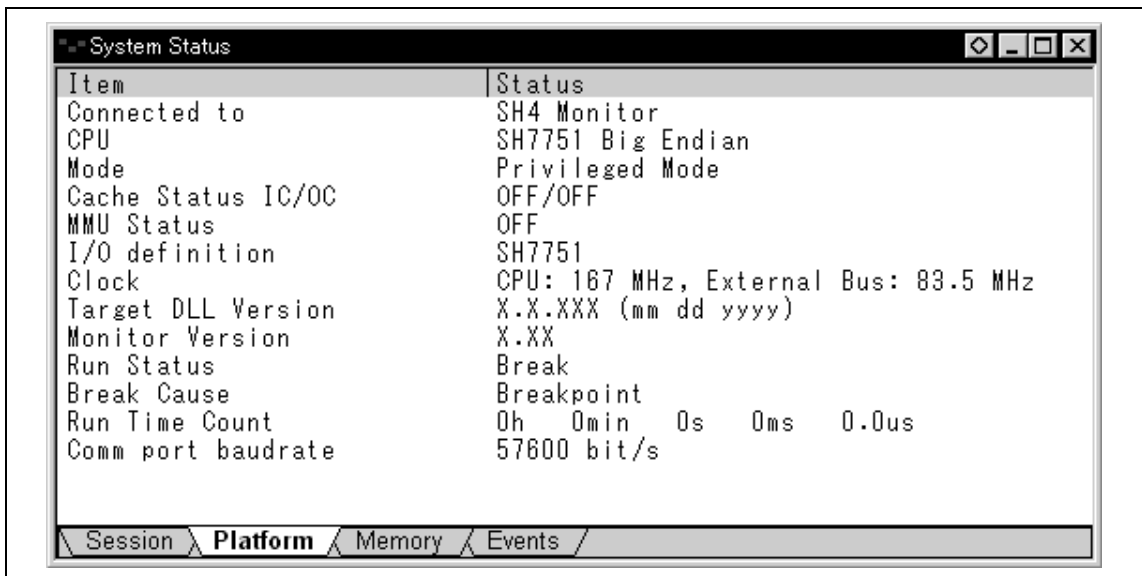 System Status
Item Status
Connected to SH4 Monitor
CPU SH7751 Big Endian
Mode Privileged Mode
Cache Status IC/OC OFF/OFF
MMU Status OFF
I/O definition SH7751
Clock CPU: 167 MHz, External Bus: 83.5 MHz
Target DLL Version X.X.XXX (mm dd yyyy)
Monitor Version X.XX
Run Status Break
Break Cause Breakpoint
Run Time Count 0h 0min 0s 0ms 0.0us
Comm port baudrate 57600 bit/s
Session Platform Memory Events